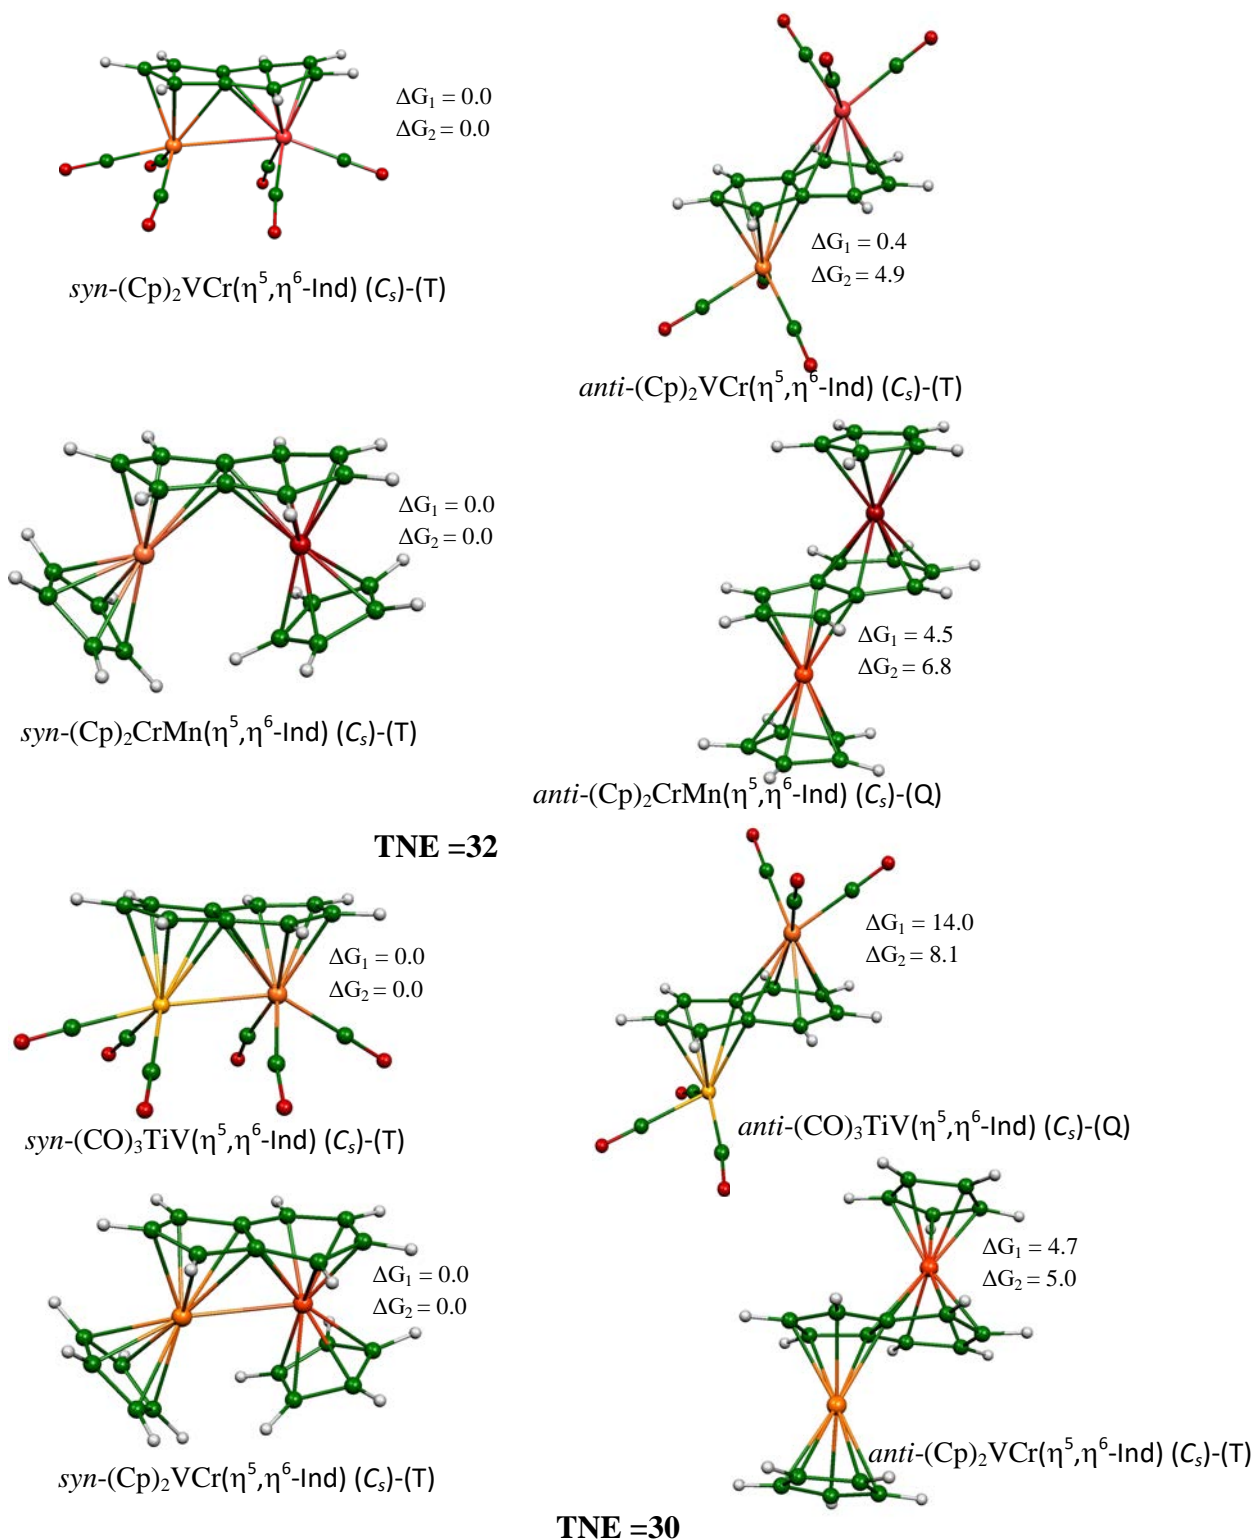 ΔG₁ = 0.0
ΔG₂ = 0.0
syn-(Cp)₂VCr(η⁵,η⁶-Ind) (Cₛ)-(T)
ΔG₁ = 0.4
ΔG₂ = 4.9
anti-(Cp)₂VCr(η⁵,η⁶-Ind) (Cₛ)-(T)
ΔG₁ = 0.0
ΔG₂ = 0.0
syn-(Cp)₂CrMn(η⁵,η⁶-Ind) (Cₛ)-(T)
ΔG₁ = 4.5
ΔG₂ = 6.8
anti-(Cp)₂CrMn(η⁵,η⁶-Ind) (Cₛ)-(Q)
TNE =32
ΔG₁ = 0.0
ΔG₂ = 0.0
syn-(CO)₃TiV(η⁵,η⁶-Ind) (Cₛ)-(T)
ΔG₁ = 14.0
ΔG₂ = 8.1
anti-(CO)₃TiV(η⁵,η⁶-Ind) (Cₛ)-(Q)
ΔG₁ = 0.0
ΔG₂ = 0.0
syn-(Cp)₂VCr(η⁵,η⁶-Ind) (Cₛ)-(T)
ΔG₁ = 4.7
ΔG₂ = 5.0
anti-(Cp)₂VCr(η⁵,η⁶-Ind) (Cₛ)-(T)
TNE =30